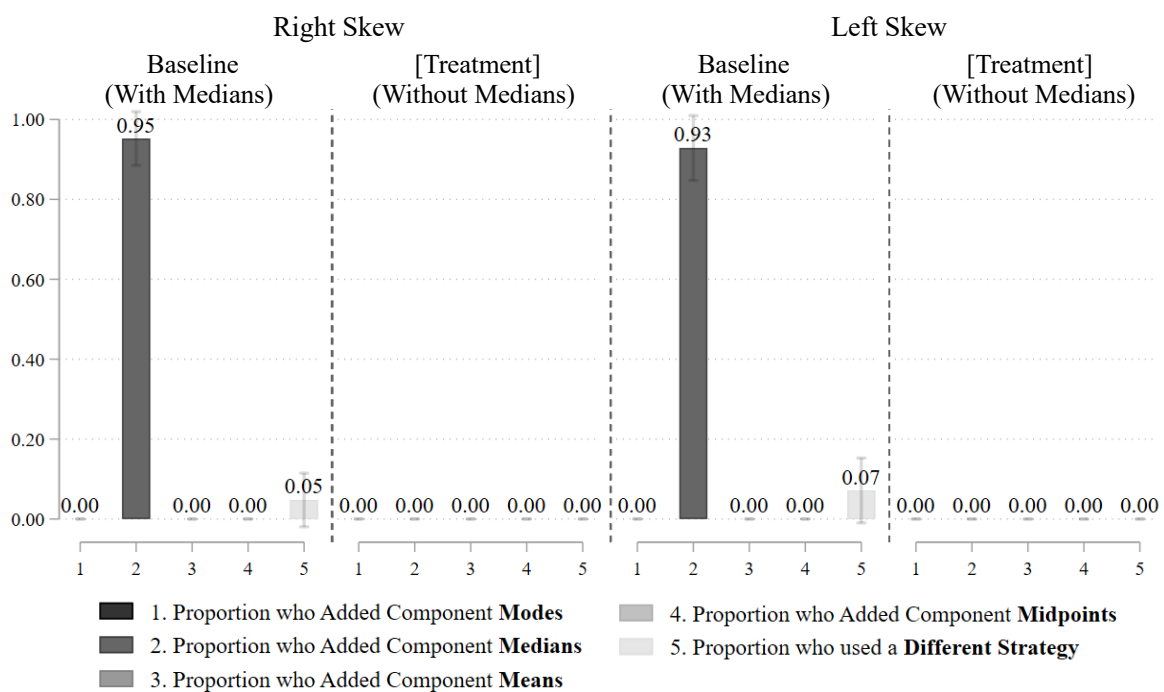 Right Skew
Left Skew
Baseline
(With Medians)
[Treatment]
(Without Medians)
Baseline
(With Medians)
[Treatment]
(Without Medians)
1.00
0.80
0.60
0.40
0.20
0.00
0.00
0.95
0.00
0.00
0.05
0.00
0.00
0.00
0.00
0.00
0.00
0.93
0.00
0.00
0.07
0.00
0.00
0.00
0.00
0.00
1 2 3 4 5
1 2 3 4 5
1 2 3 4 5
1 2 3 4 5
1. Proportion who Added Component Modes
2. Proportion who Added Component Medians
3. Proportion who Added Component Means
4. Proportion who Added Component Midpoints
5. Proportion who used a Different Strategy